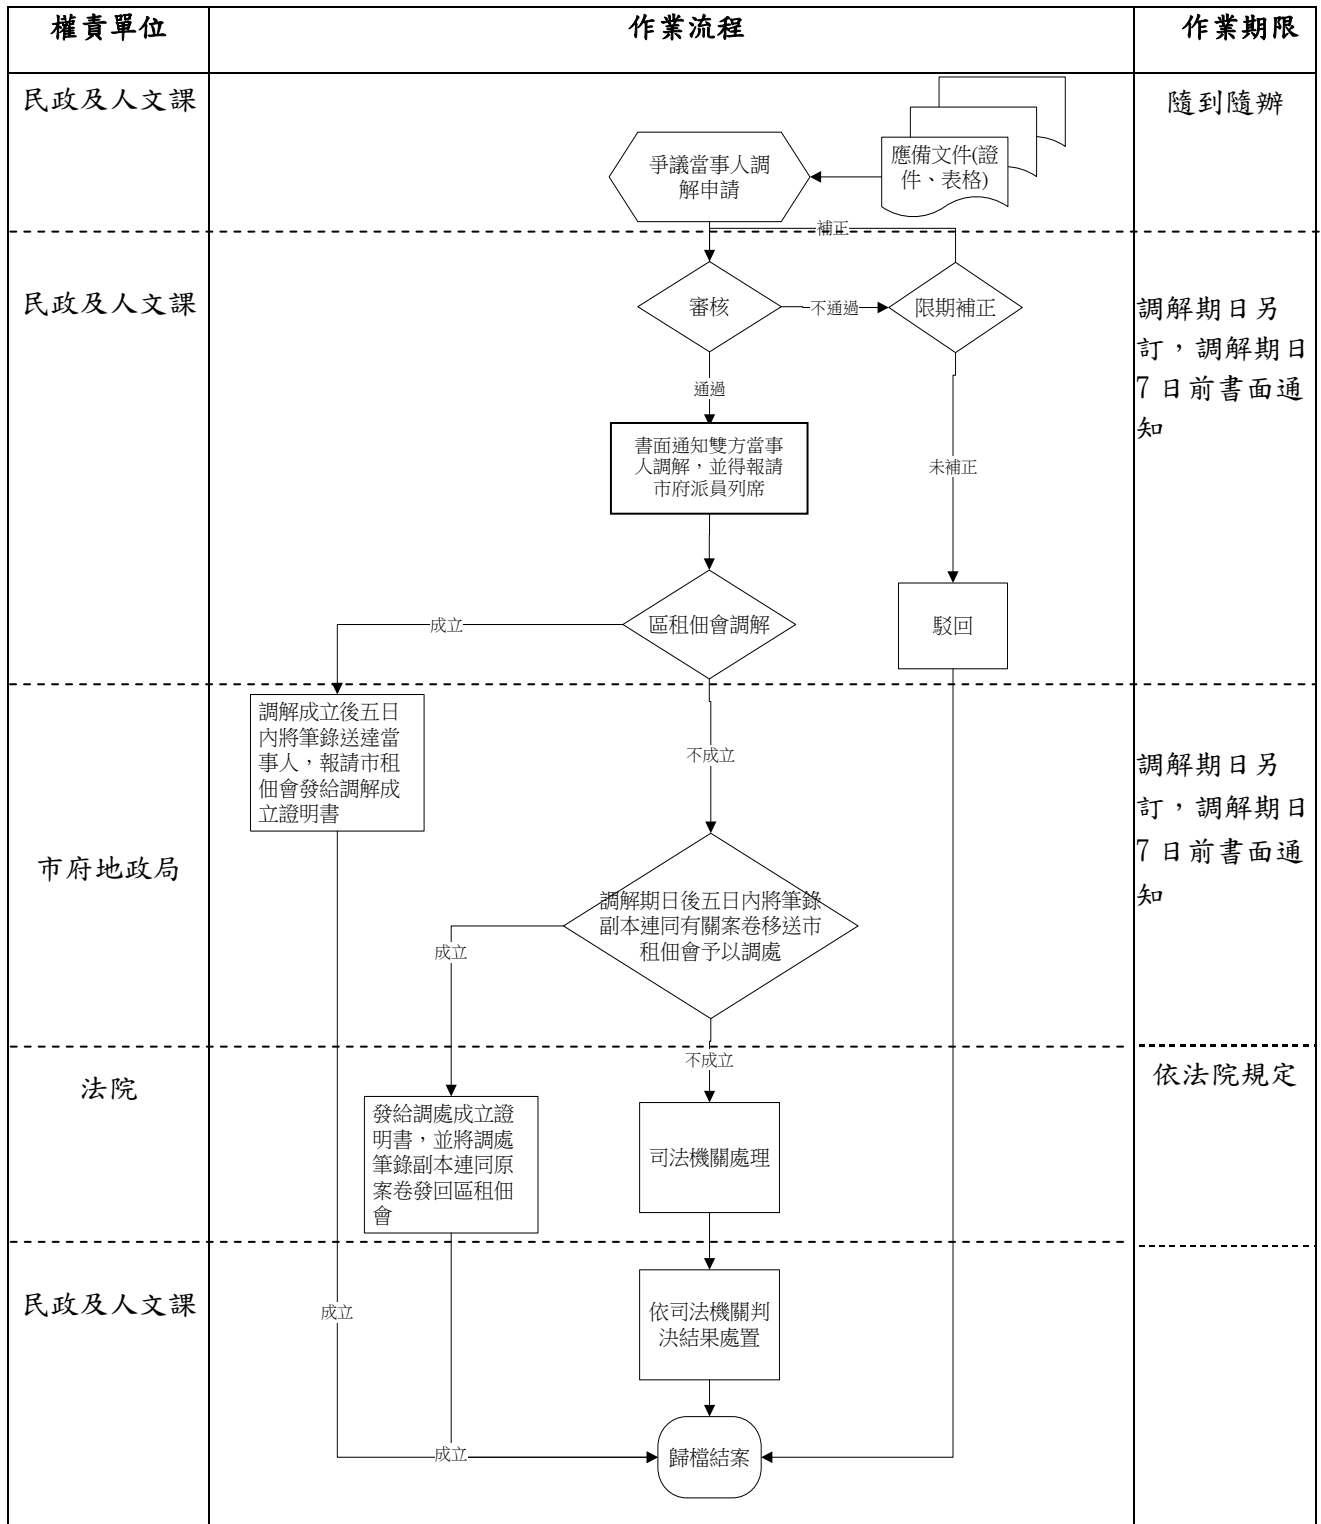 權責單位
作業流程
作業期限
民政及人文課
隨到隨辦
爭議當事人調
解申請
應備文件(證
件、表格)
補正
民政及人文課
審核
不通過
限期補正
調解期日另
訂，調解期日
7日前書面通
知
通過
書面通知雙方當事
人調解，並得報請
市府派員列席
未補正
區租佃會調解
成立
駁回
調解成立後五日
內將筆錄送達當
事人，報請市租
佃會發給調解成
立證明書
不成立
市府地政局
調解期日另
訂，調解期日
7日前書面通
知
調解期日後五日內將筆錄
副本連同有關案卷移送市
租佃會予以調處
成立
不成立
法院
依法院規定
發給調處成立證
明書，並將調處
筆錄副本連同原
案卷發回區租佃
會
司法機關處理
民政及人文課
成立
依司法機關判
決結果處置
成立
歸檔結案